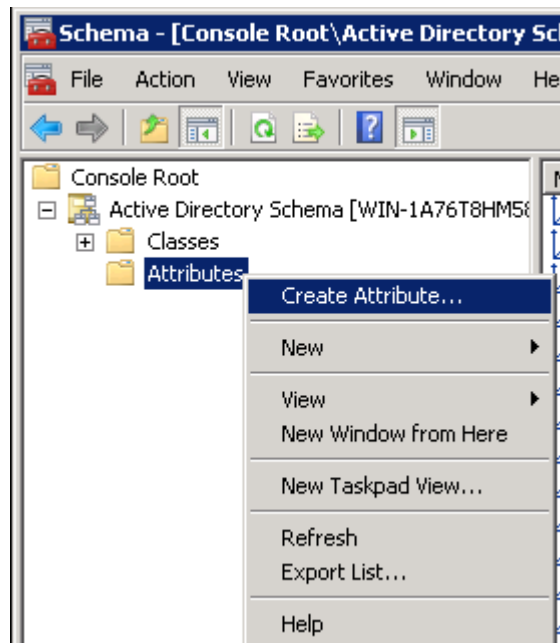 Schema - [Console Root\Active Directory Sc
File Action View Favorites Window He
Console Root
Active Directory Schema [WIN-1A76T8HM58
Classes
Attributes
Create Attribute...
New
View
New Window from Here
New Taskpad View...
Refresh
Export List...
Help